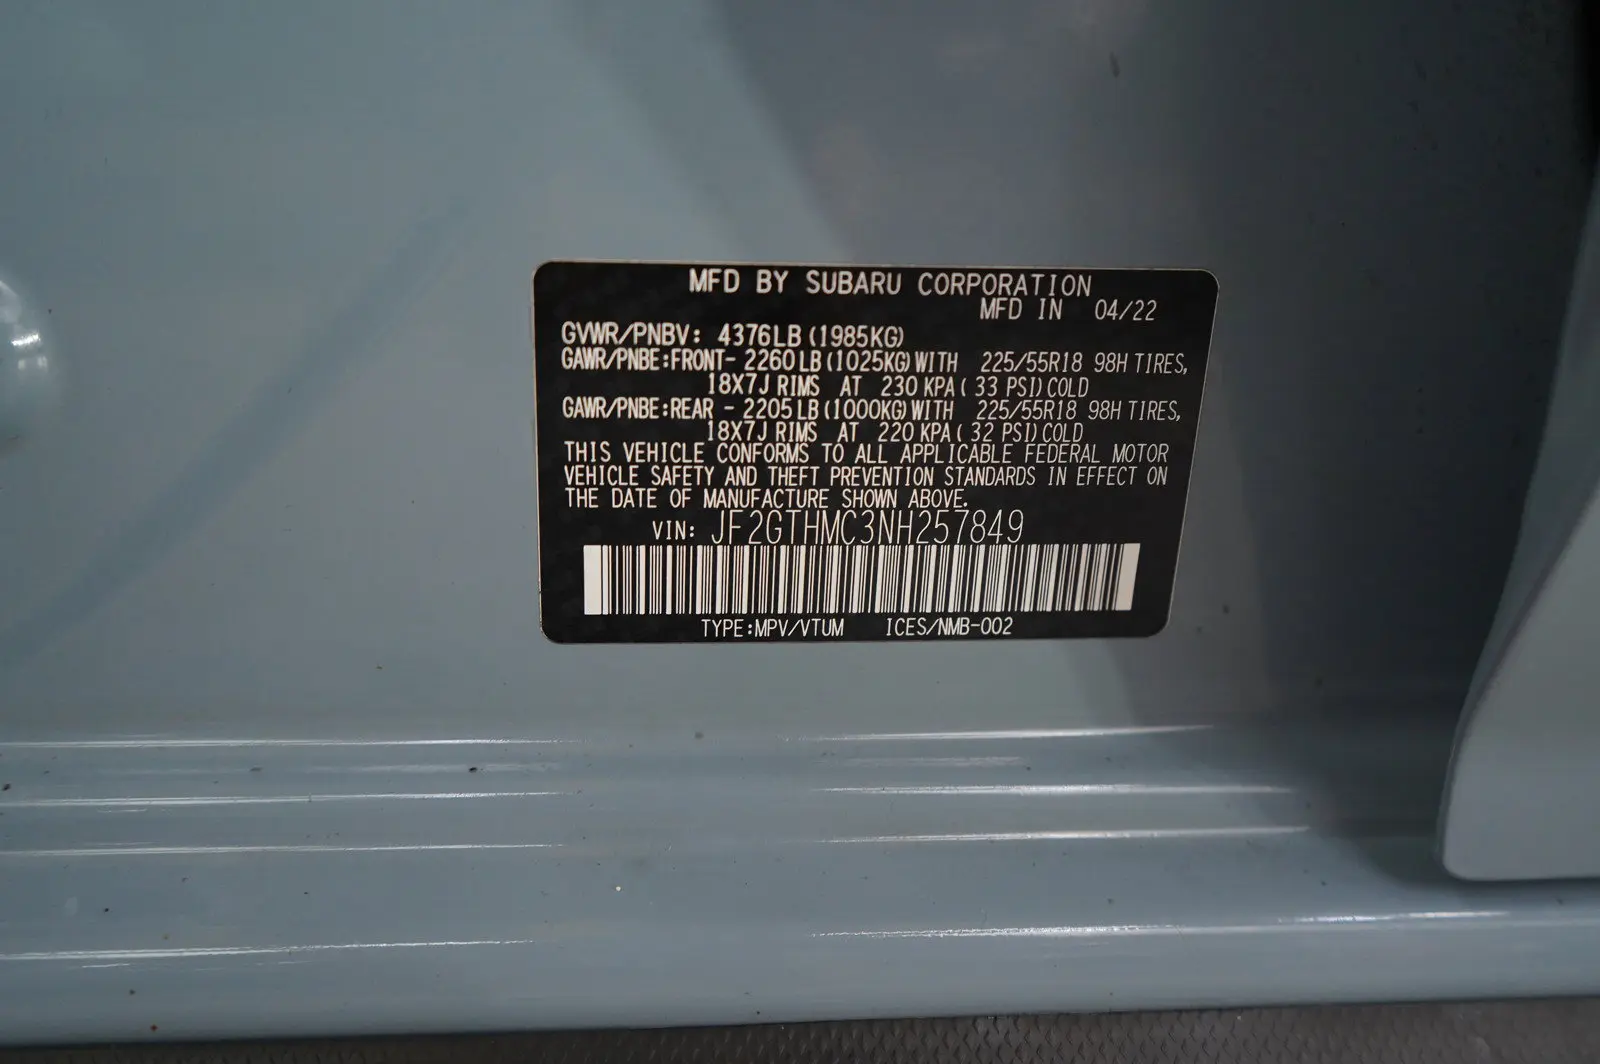 MFD BY SUBARU CORPORATION
MFD IN 04/22
GVWR/PNBV: 4376LB (1985KG)
GAWR/PNBE:FRONT- 2260LB (1025KG) WITH 225/55R18 98H TIRES,
18X7J RIMS AT 230 KPA ( 33 PSI) COLD
GAWR/PNBE:REAR - 2205LB (1000KG) WITH 225/55R18 98H TIRES,
18X7J RIMS AT 220 KPA ( 32 PSI) COLD
THIS VEHICLE CONFORMS TO ALL APPLICABLE FEDERAL MOTOR
VEHICLE SAFETY AND THEFT PREVENTION STANDARDS IN EFFECT ON
THE DATE OF MANUFACTURE SHOWN ABOVE.
VIN: JF2GTHMC3NH257849
TYPE:MPV/VTUM ICES/NMB-002